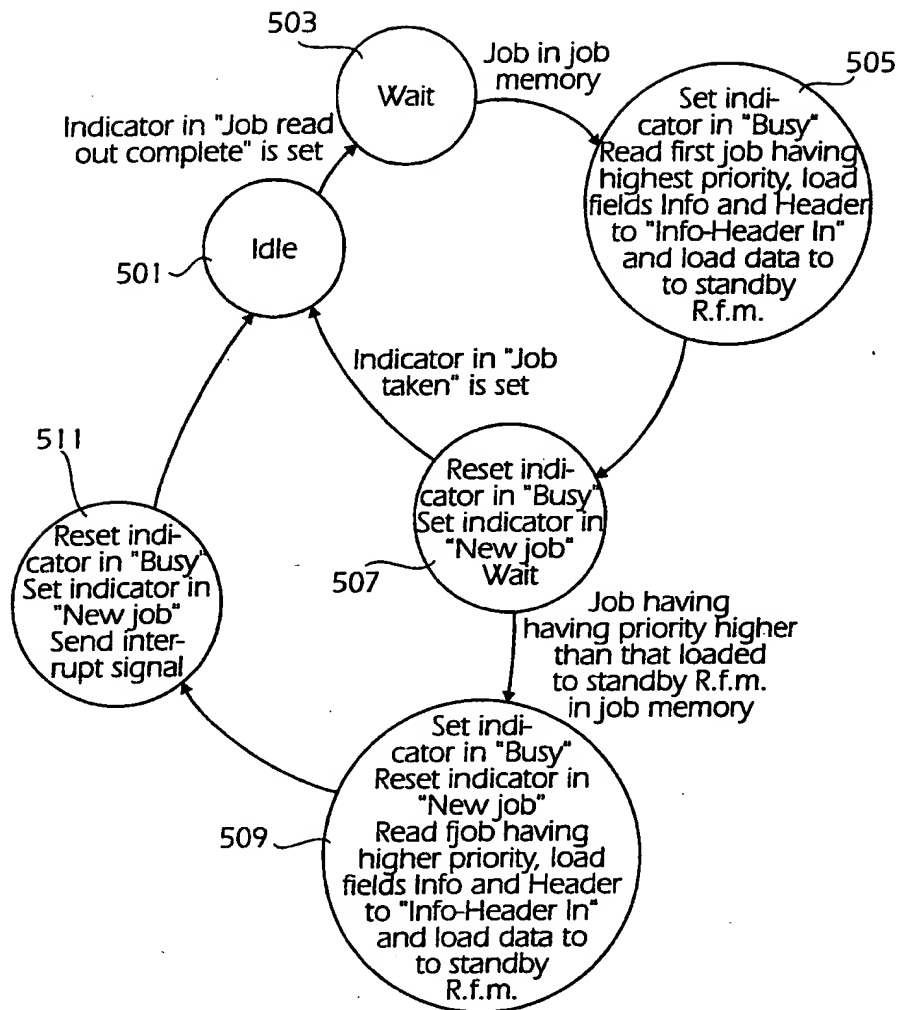 503
Wait
Job in job
memory
505
Set indi-
cator in "Busy"
Read first job having
highest priority, load
fields Info and Header
to "Info-Header In"
and load data to
to standby
R.f.m.
Indicator in "Job read
out complete" is set
Idle
501
Indicator in "Job
taken" is set
511
Reset indi-
cator in "Busy"
Set indicator in
"New job"
Send inter-
rupt signal
Reset indi-
cator in "Busy"
Set indicator in
"New job"
Wait
507
Job having
having priority higher
than that loaded
to standby R.f.m.
in job memory
Set indi-
cator in "Busy"
Reset indicator in
"New job"
Read fjob having
higher priority, load
fields Info and Header
to "Info-Header In"
and load data to
to standby
R.f.m.
509